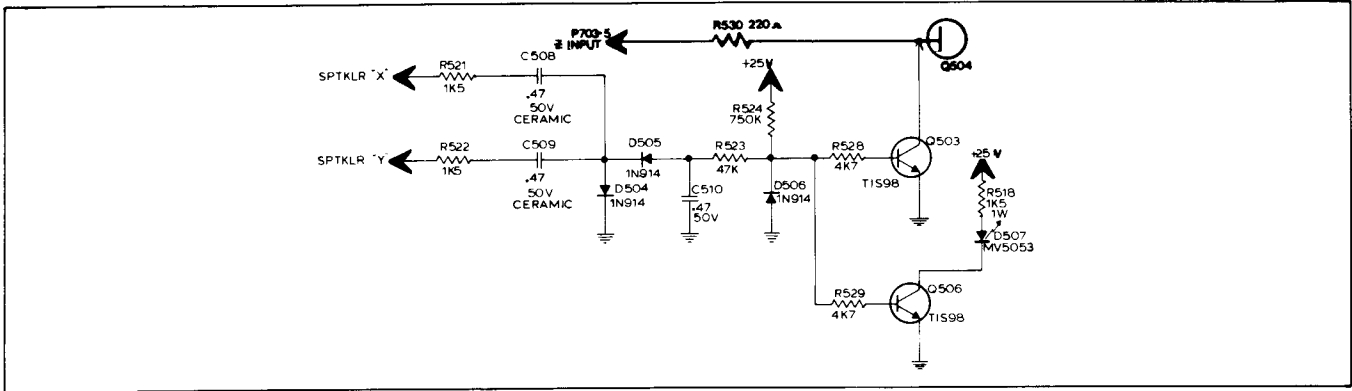 R530 220Ω
P703-5
Z INPUT
Q504
SPTKLR "X"
R521
1K5
C508
.47
50V
CERAMIC
+25V
R524
750K
SPTKLR "Y"
R522
1K5
C509
.47
50V
CERAMIC
D505
1N914
R523
47K
R528
4K7
Q503
TIS98
D504
1N914
C510
.47
50V
D506
1N914
+25V
R518
1K5
1W
D507
MV5053
R529
4K7
Q506
TIS98